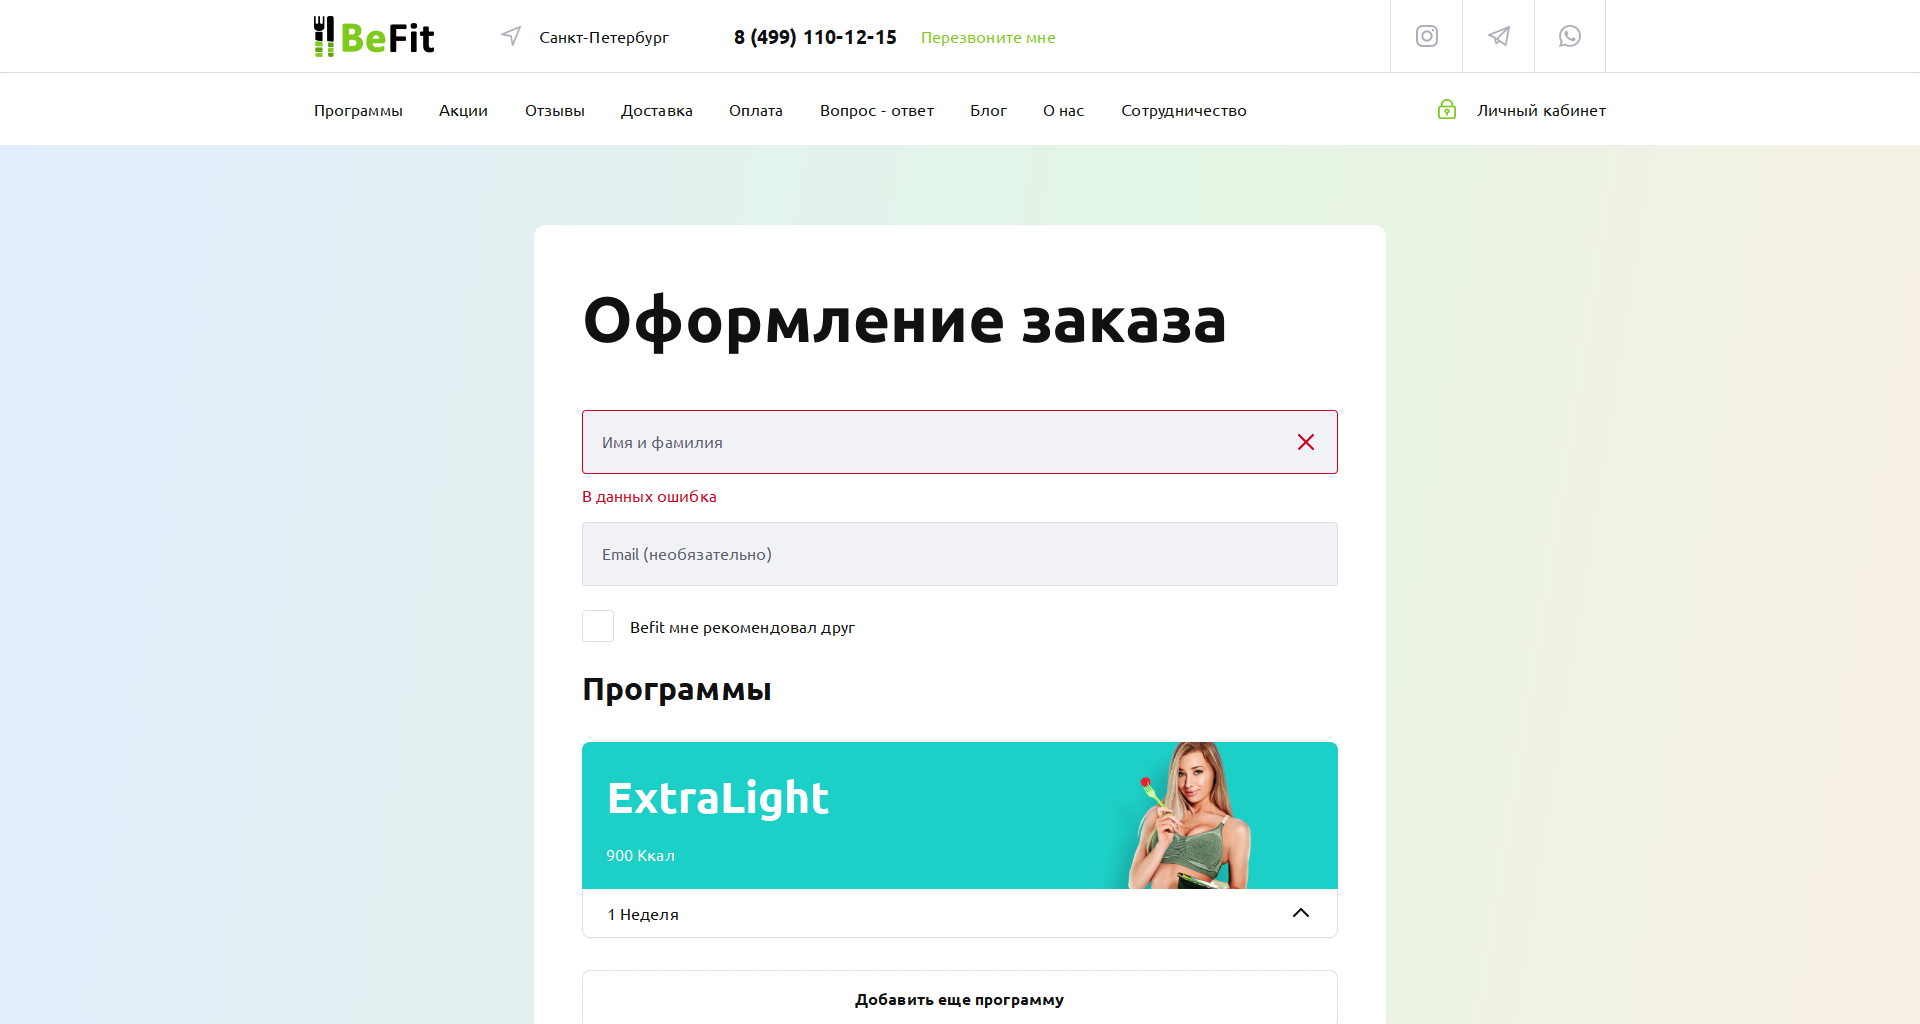 BeFit
Санкт-Петербург
8 (499) 110-12-15
Перезвоните мне
Программы
Акции
Отзывы
Доставка
Оплата
Вопрос - ответ
Блог
О нас
Сотрудничество
Личный кабинет
Оформление заказа
Имя и фамилия
В данных ошибка
Email (необязательно)
Befit мне рекомендовал друг
Программы
ExtraLight
900 Ккал
1 Неделя
Добавить еще программу